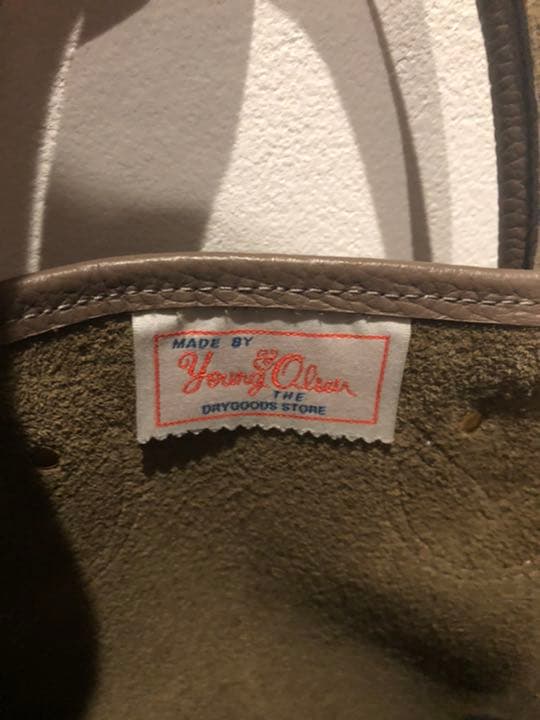 MADE BY
Young & Olsen
THE
DRYGOODS STORE